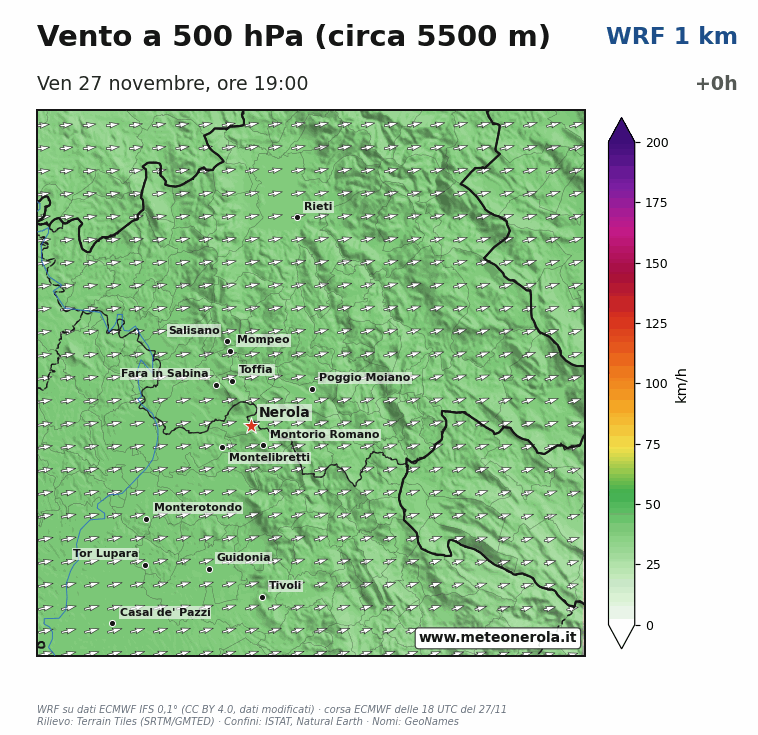 Vento a 500 hPa (circa 5500 m)
WRF 1 km
Ven 27 novembre, ore 19:00
+0h
Rieti
Salisano
Mompeo
Fara in Sabina
Toffia
Poggio Moiano
Nerola
Montorio Romano
Montelibretti
Monterotondo
Tor Lupara
Guidonia
Tivoli
Casal de' Pazzi
www.meteonerola.it
200
175
150
125
100
75
50
25
0
km/h
WRF su dati ECMWF IFS 0,1° (CC BY 4.0, dati modificati) · corsa ECMWF delle 18 UTC del 27/11
Rilievo: Terrain Tiles (SRTM/GMTED) · Confini: ISTAT, Natural Earth · Nomi: GeoNames